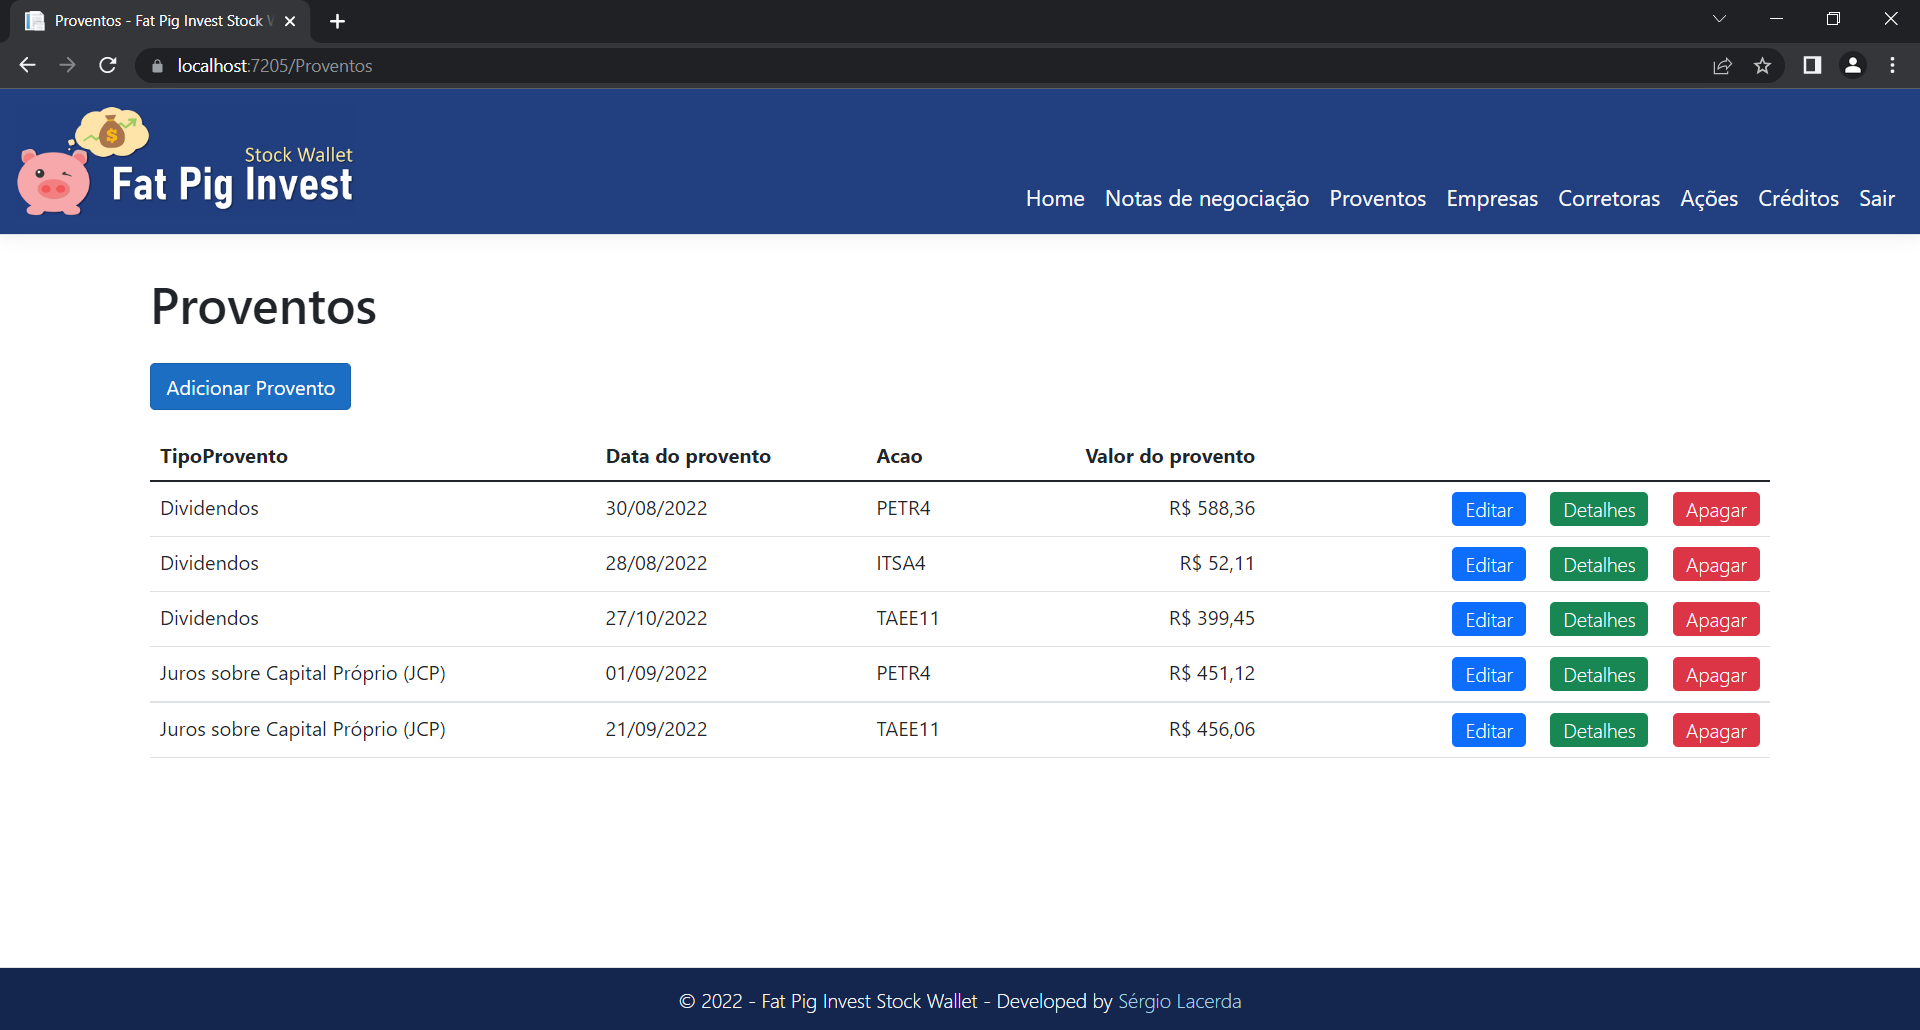 Proventos - Fat Pig Invest Stock
localhost:7205/Proventos
Stock Wallet
Fat Pig Invest
Home Notas de negociação Proventos Empresas Corretoras Ações Créditos Sair
Proventos
Adicionar Provento
TipoProvento Data do provento Acao Valor do provento
Dividendos 30/08/2022 PETR4 R$ 588,36 Editar Detalhes Apagar
Dividendos 28/08/2022 ITSA4 R$ 52,11 Editar Detalhes Apagar
Dividendos 27/10/2022 TAEE11 R$ 399,45 Editar Detalhes Apagar
Juros sobre Capital Próprio (JCP) 01/09/2022 PETR4 R$ 451,12 Editar Detalhes Apagar
Juros sobre Capital Próprio (JCP) 21/09/2022 TAEE11 R$ 456,06 Editar Detalhes Apagar
© 2022 - Fat Pig Invest Stock Wallet - Developed by Sérgio Lacerda